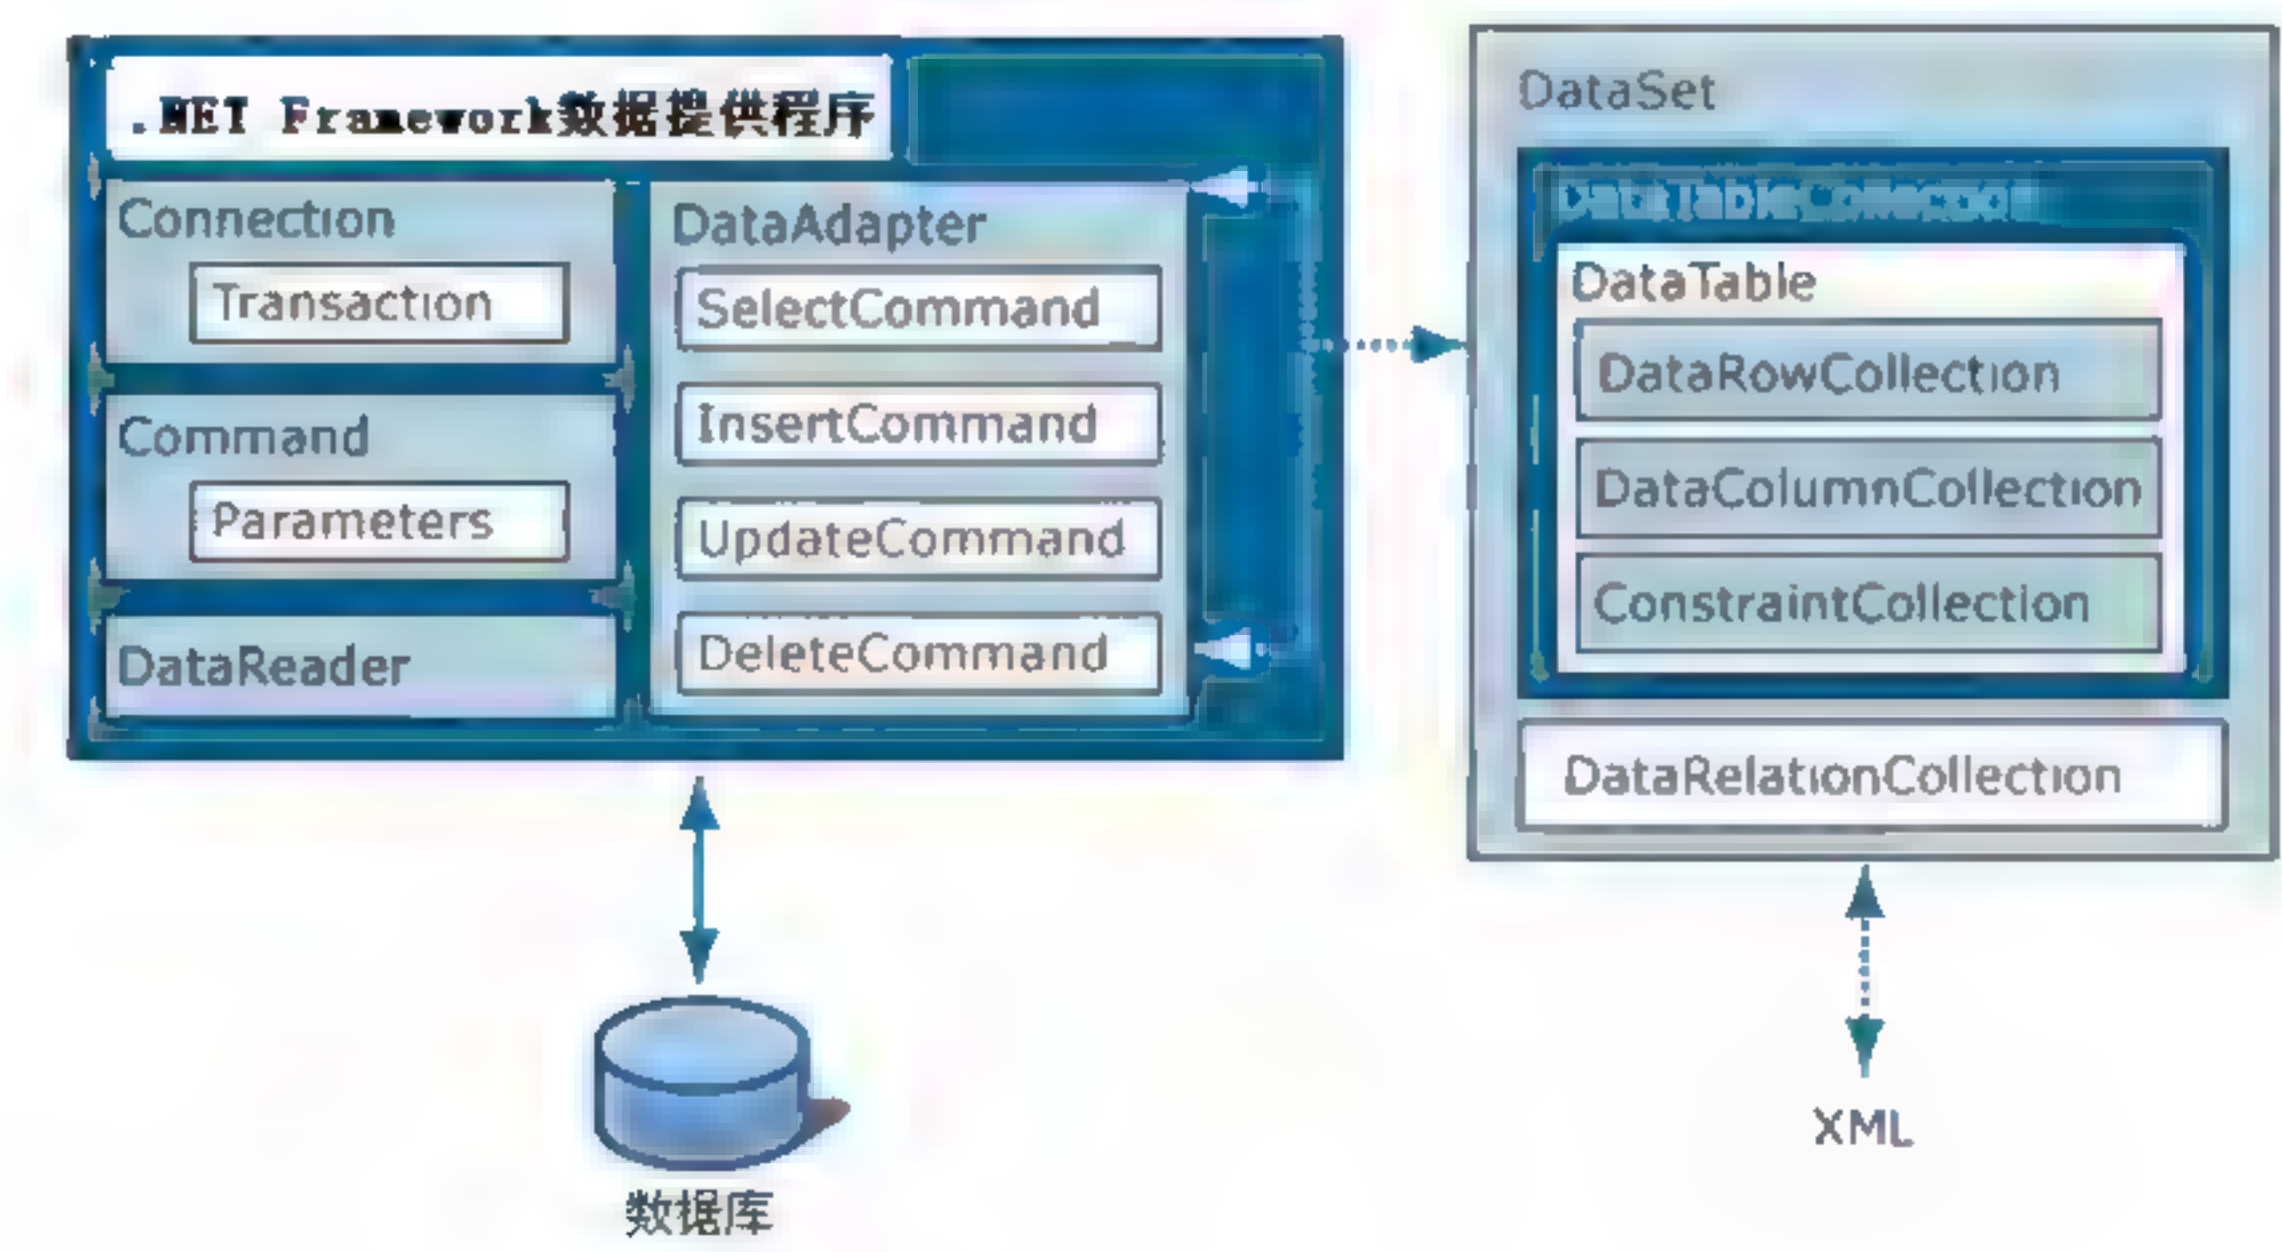 .NET Framework数据提供程序
Connection
Transaction
Command
Parameters
DataReader
DataAdapter
SelectCommand
InsertCommand
UpdateCommand
DeleteCommand
DataSet
DataTableCollection
DataTable
DataRowCollection
DataColumnCollection
ConstraintCollection
DataRelationCollection
数据库
XML